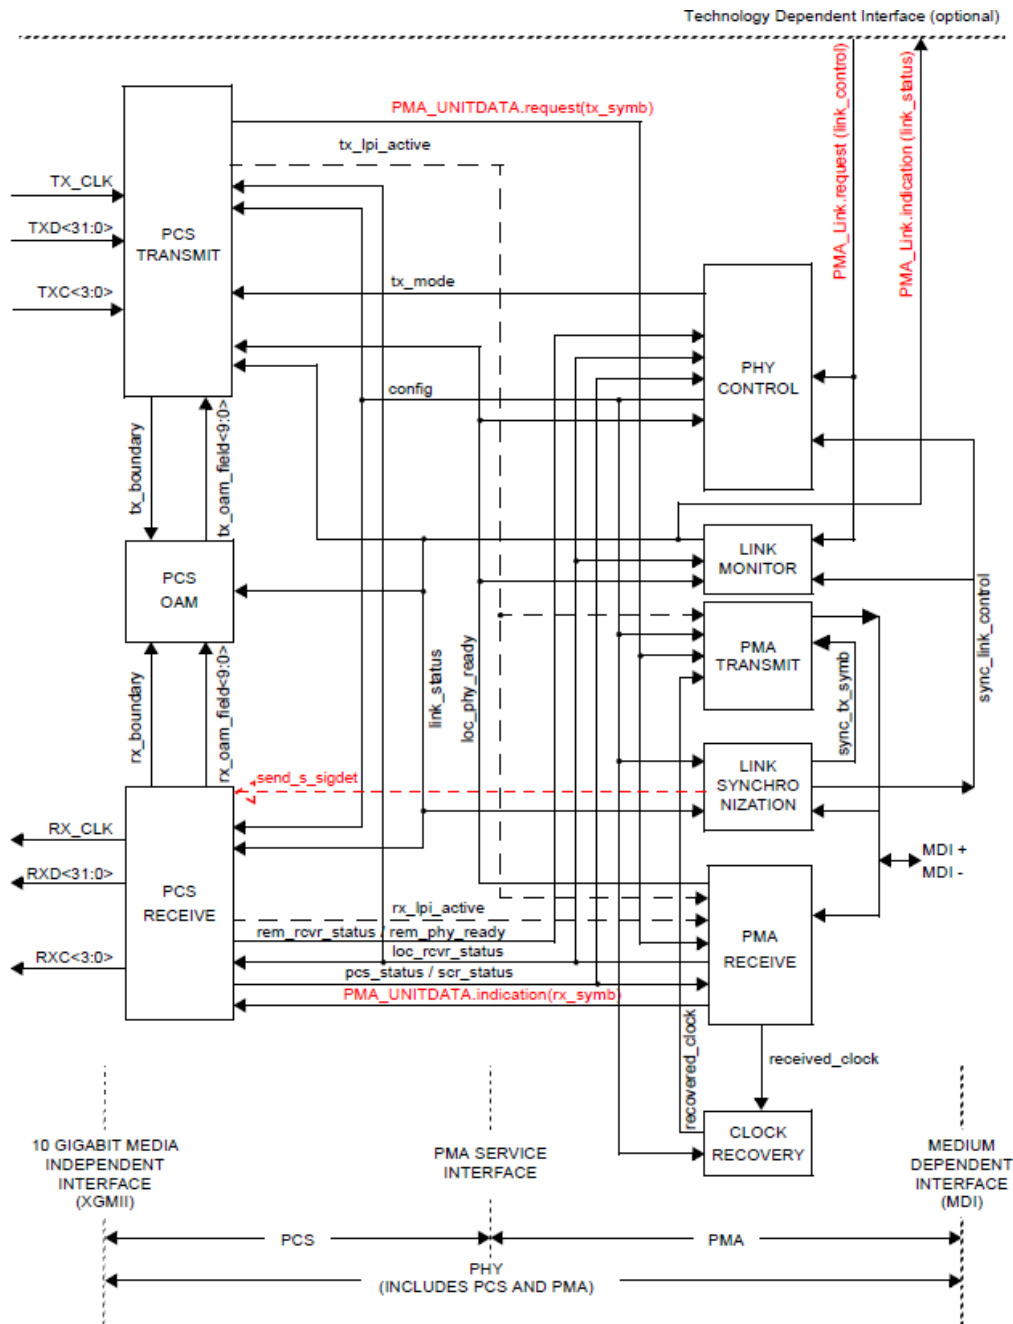 Technology Dependent Interface (optional)
PMA_Link.request (link_control)
PMA_Link.indication (link_status)
PMA_UNITDATA.request(tx_symb)
tx_lpi_active
TX_CLK
TXD<31:0>
TXC<3:0>
PCS
TRANSMIT
tx_mode
config
PHY
CONTROL
tx_boundary
tx_oam_field<9:0>
PCS
OAM
LINK
MONITOR
PMA
TRANSMIT
sync_tx_symb
sync_link_control
link_status
loc_phy_ready
rx_boundary
rx_oam_field<9:0>
send_s_sigdet
LINK
SYNCHRO
NIZATION
RX_CLK
RXD<31:0>
RXC<3:0>
PCS
RECEIVE
MDI +
MDI -
rx_lpi_active
rem_rcvr_status / rem_phy_ready
loc_rcvr_status
pcs_status / scr_status
PMA_UNITDATA.indication(rx_symb)
PMA
RECEIVE
recovered_clock
received_clock
CLOCK
RECOVERY
10 GIGABIT MEDIA
INDEPENDENT
INTERFACE
(XGMII)
PMA SERVICE
INTERFACE
MEDIUM
DEPENDENT
INTERFACE
(MDI)
PCS
PMA
PHY
(INCLUDES PCS AND PMA)